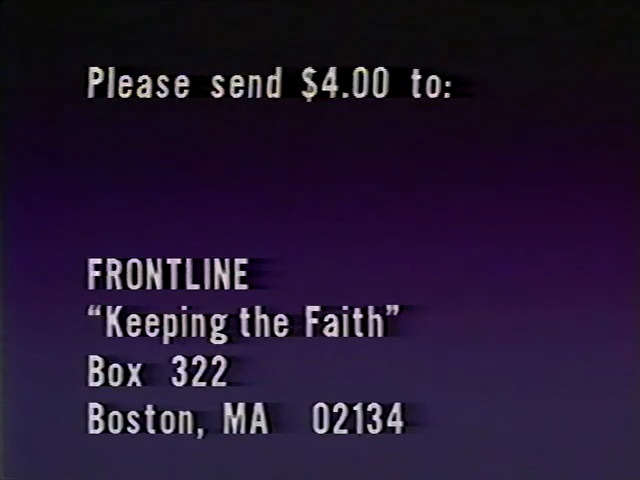 Please send $4.00 to:
FRONTLINE
“Keeping the Faith”
Box 322
Boston, MA 02134